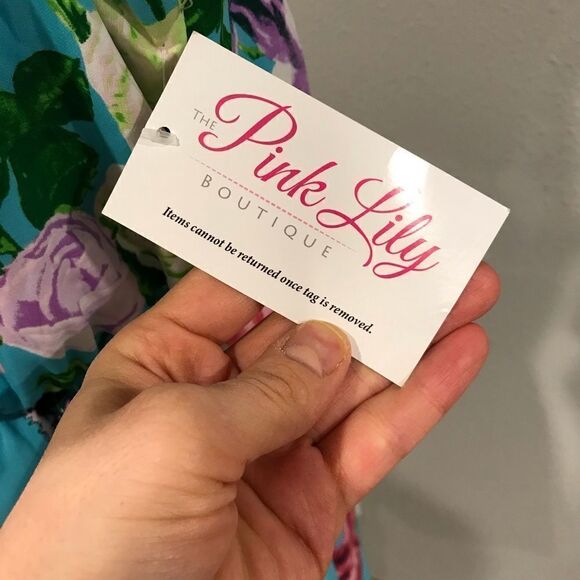 THE
Pink Lily
BOUTIQUE
Items cannot be returned once tag is removed.